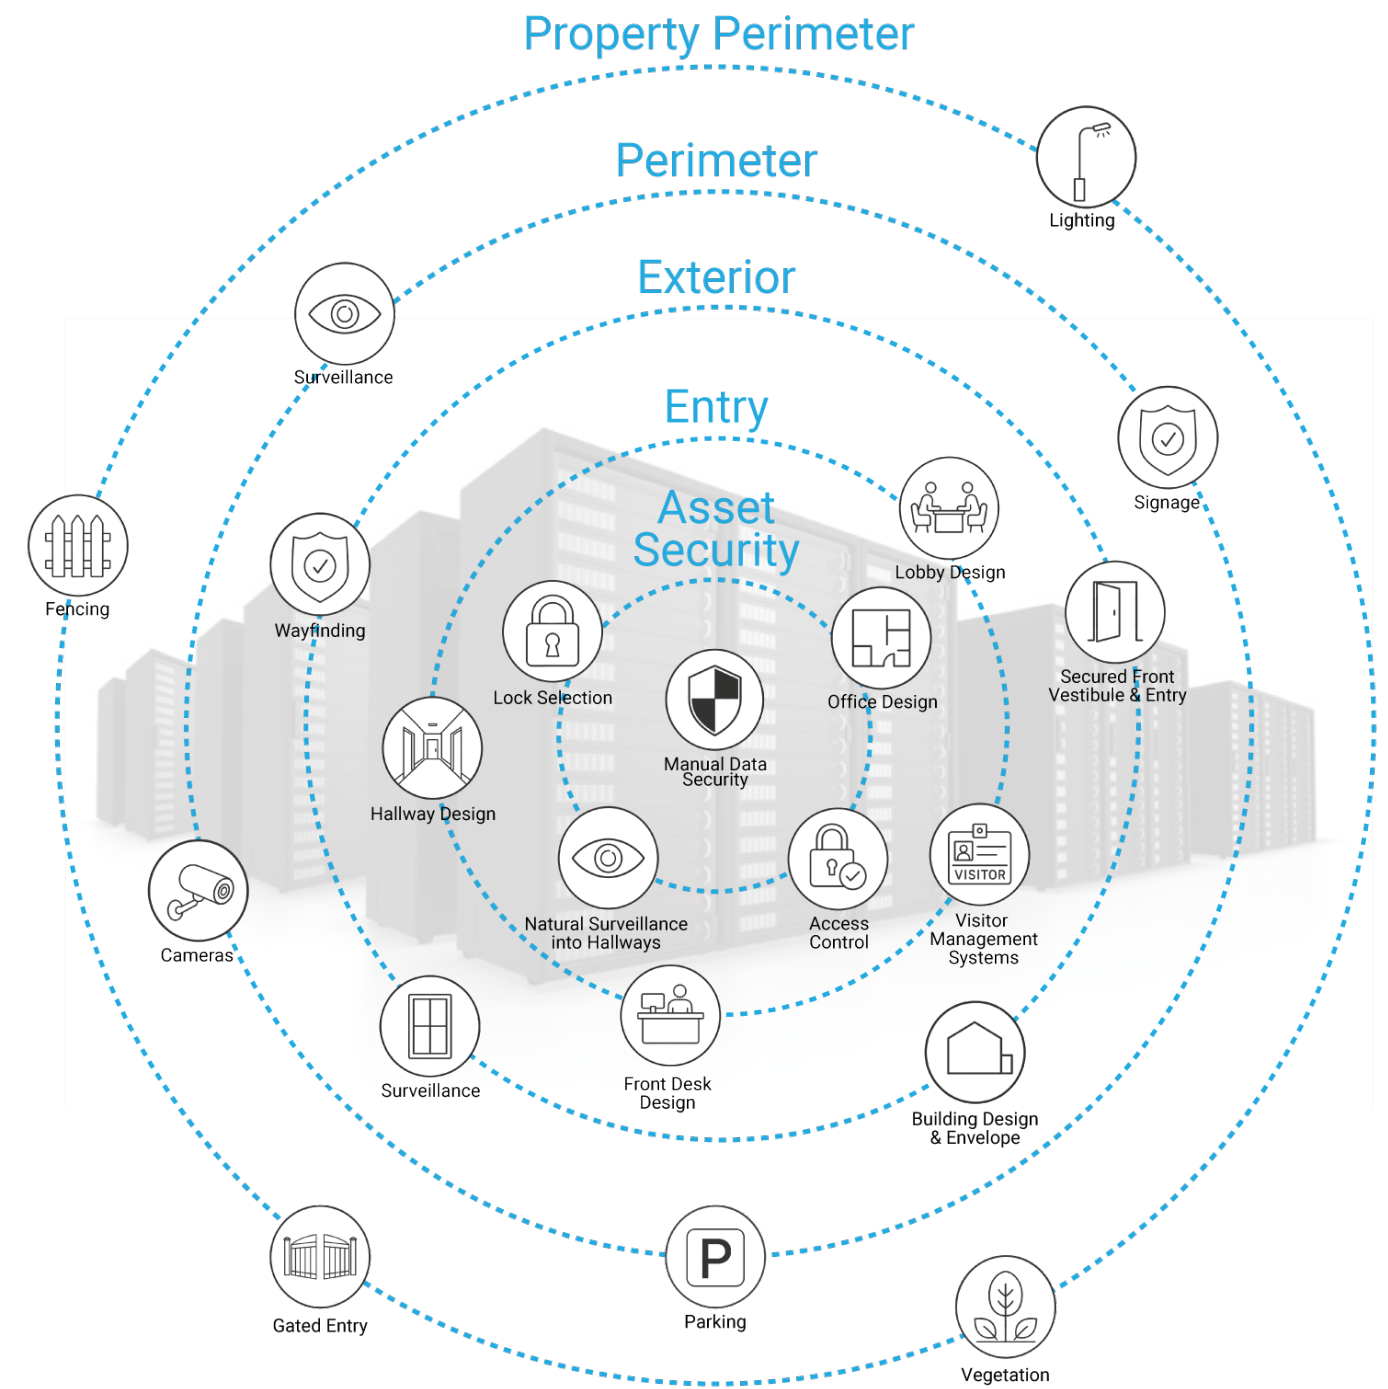 Property Perimeter
Lighting
Perimeter
Surveillance
Exterior
Signage
Entry
Lobby Design
Asset
Security
Fencing
Wayfinding
Secured Front
Vestibule & Entry
Lock Selection
Office Design
Manual Data
Security
Hallway Design
VISITOR
Natural Surveillance
into Hallways
Access
Control
Visitor
Management
Systems
Cameras
Surveillance
Front Desk
Design
Building Design
& Envelope
P
Parking
Gated Entry
Vegetation